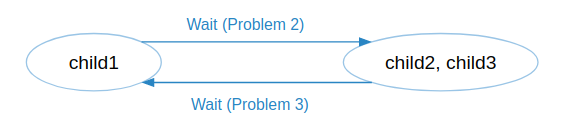 Wait (Problem 2)
child1
child2, child3
Wait (Problem 3)